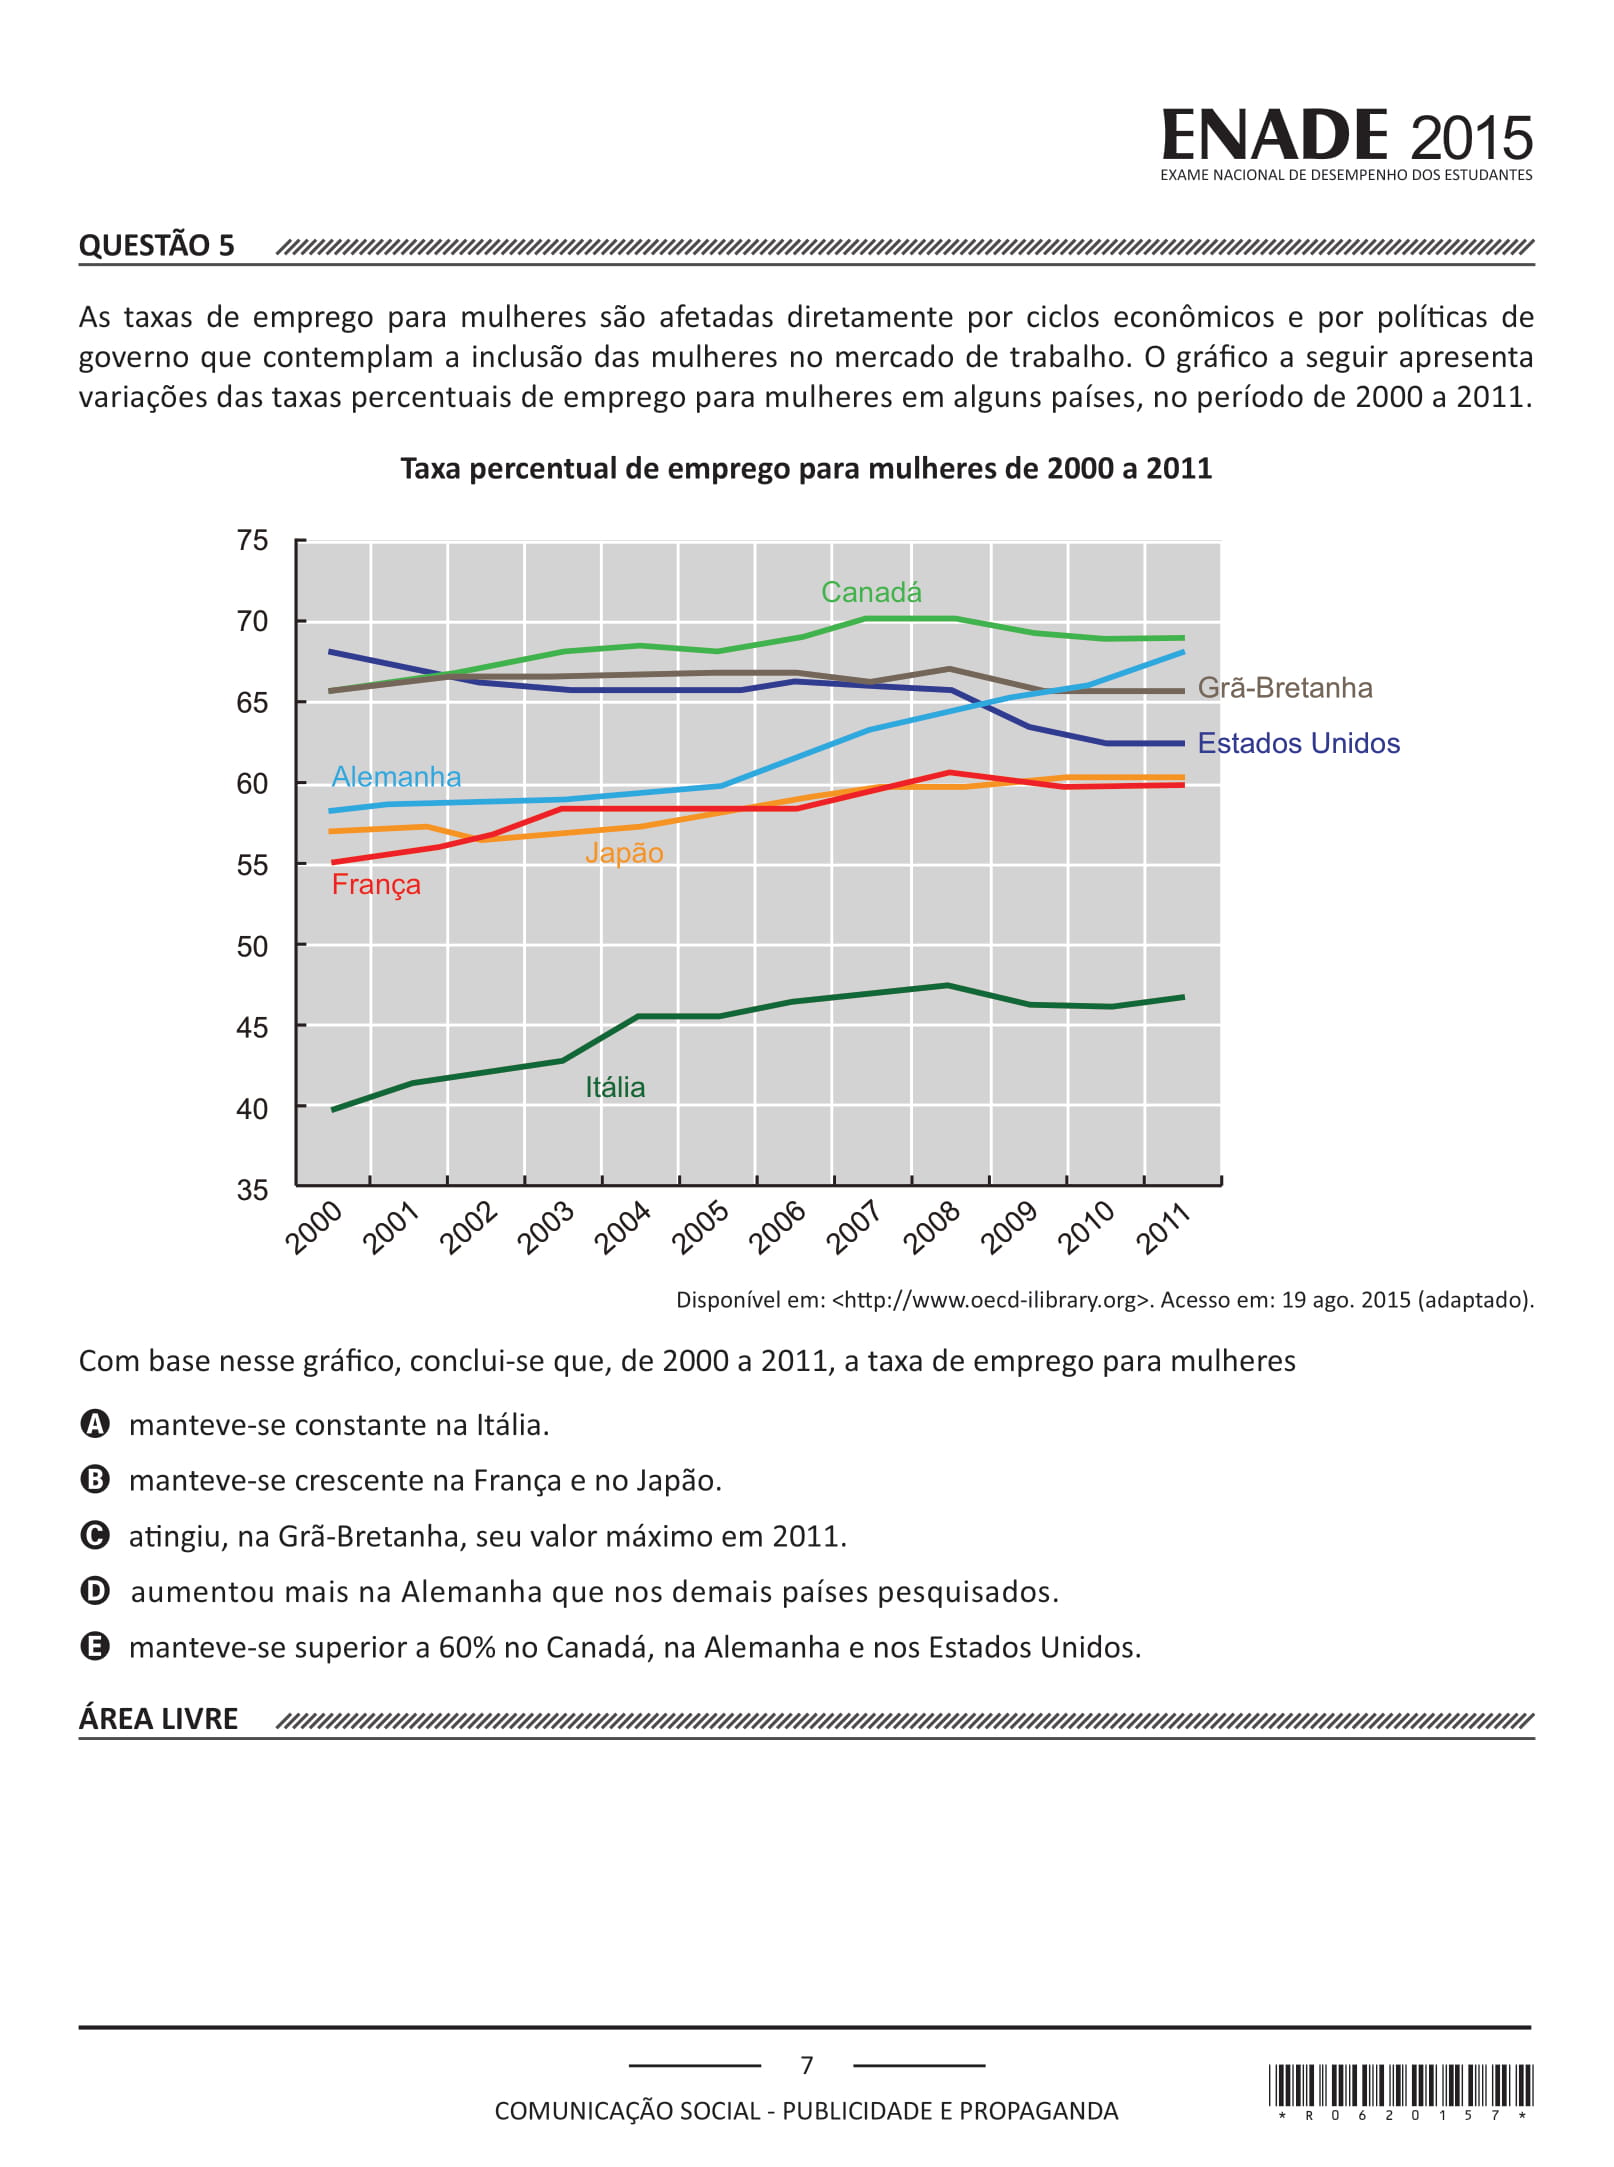 ENADE 2015
EXAME NACIONAL DE DESEMPENHO DOS ESTUDANTES
QUESTÃO 5
As taxas de emprego para mulheres são afetadas diretamente por ciclos econômicos e por políticas de
governo que contemplam a inclusão das mulheres no mercado de trabalho. O gráfico a seguir apresenta
variações das taxas percentuais de emprego para mulheres em alguns países, no período de 2000 a 2011.
Taxa percentual de emprego para mulheres de 2000 a 2011
75
Canadá
70
Grã-Bretanha
65
Estados Unidos
Alemanha
60
Japão
55
França
50
45
Itália
40
35
2000 2001 2002 2003 2004 2005 2006 2007 2008 2009 2010 2011
Disponível em: <http://www.oecd-ilibrary.org>. Acesso em: 19 ago. 2015 (adaptado).
Com base nesse gráfico, conclui-se que, de 2000 a 2011, a taxa de emprego para mulheres
A manteve-se constante na Itália.
B manteve-se crescente na França e no Japão.
C atingiu, na Grã-Bretanha, seu valor máximo em 2011.
D aumentou mais na Alemanha que nos demais países pesquisados.
E manteve-se superior a 60% no Canadá, na Alemanha e nos Estados Unidos.
ÁREA LIVRE
7
COMUNICAÇÃO SOCIAL - PUBLICIDADE E PROPAGANDA
* R 0 6 2 0 1 5 7 *